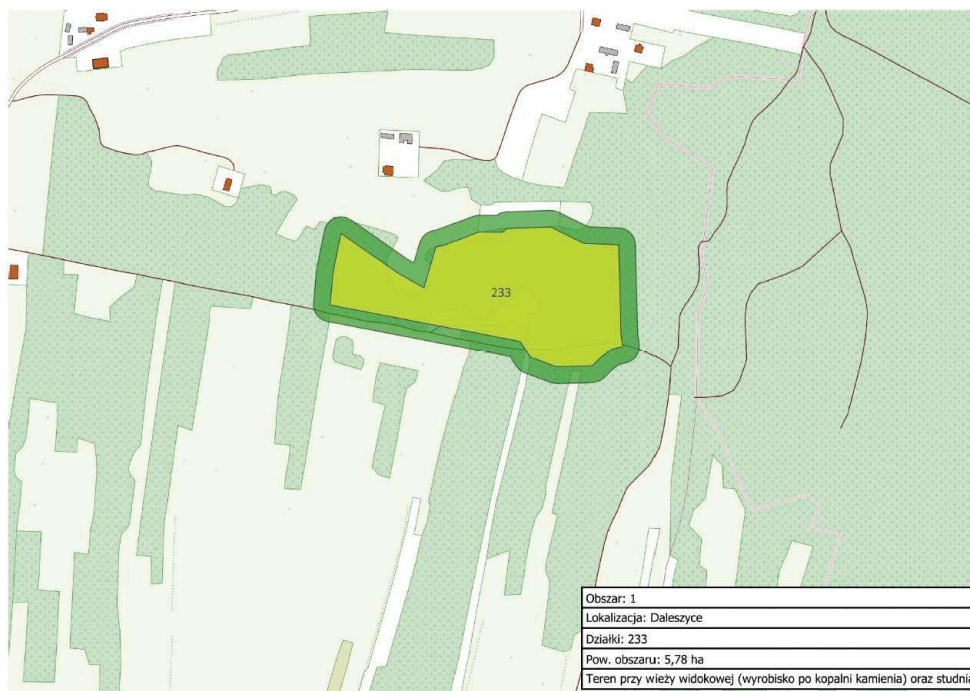 233
Obszar: 1
Lokalizacja: Daleszyce
Działki: 233
Pow. obszaru: 5,78 ha
Teren przy wieży widokowej (wyrobisko po kopalni kamienia) oraz studnia